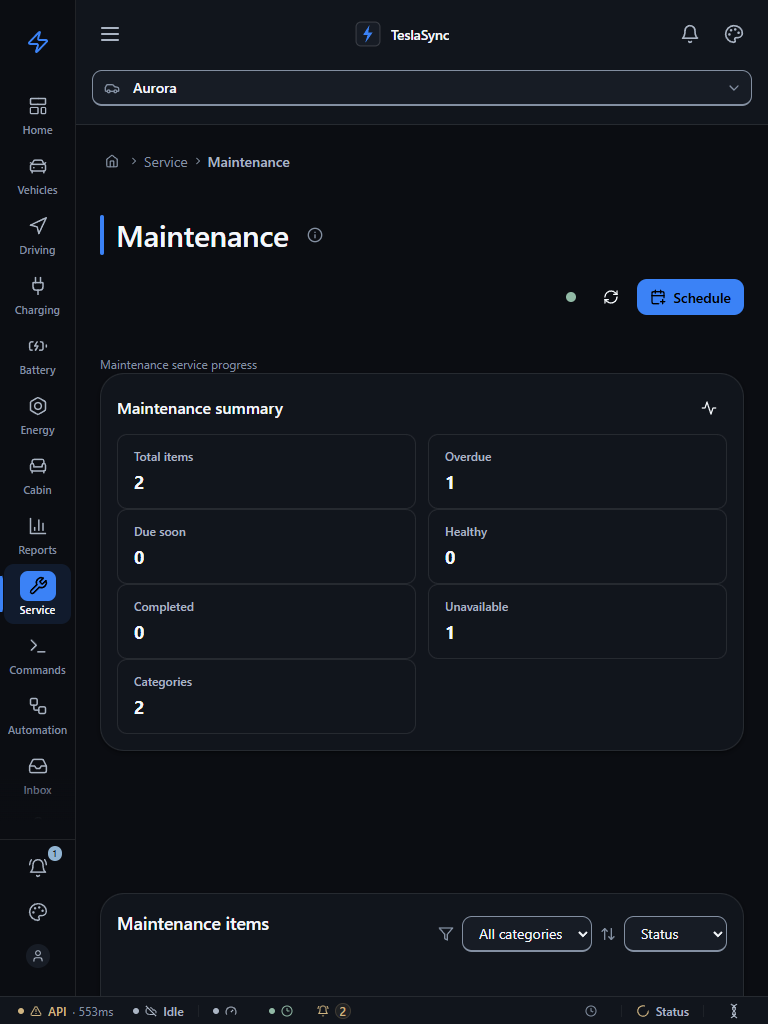 TeslaSync
Aurora
Home
Vehicles
Driving
Charging
Battery
Energy
Cabin
Reports
Service
Commands
Automation
Inbox
1
Service > Maintenance
Maintenance
Schedule
Maintenance service progress
Maintenance summary
Total items
2
Overdue
1
Due soon
0
Healthy
0
Completed
0
Unavailable
1
Categories
2
Maintenance items
All categories
Status
API · 553ms
Idle
2
Status